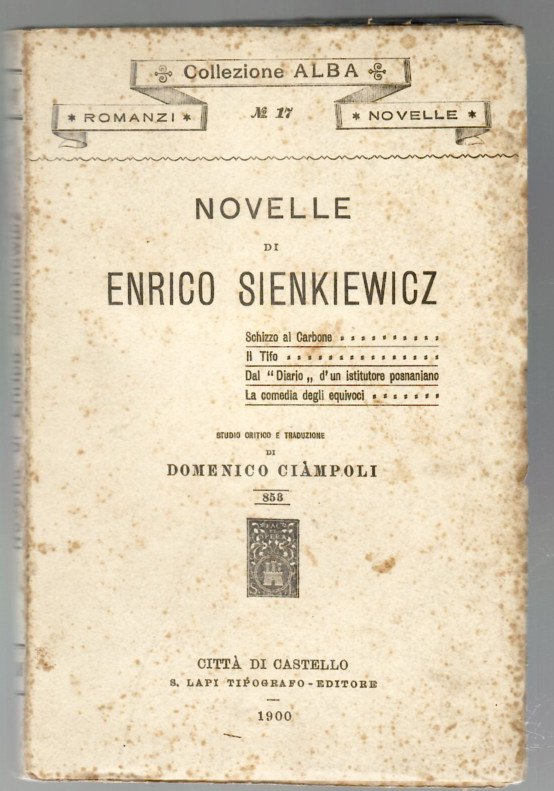 Collezione ALBA
* ROMANZI *
№ 17
* NOVELLE *
NOVELLE
DI
ENRICO SIENKIEWICZ
Schizzo al Carbone
Il Tifo
Dal “Diario„ d'un istitutore posnaniano
La comedia degli equivoci
STUDIO CRITICO E TRADUZIONE
DI
DOMENICO CIÀMPOLI
853
CITTÀ DI CASTELLO
S. LAPI TIPOGRAFO-EDITORE
1900